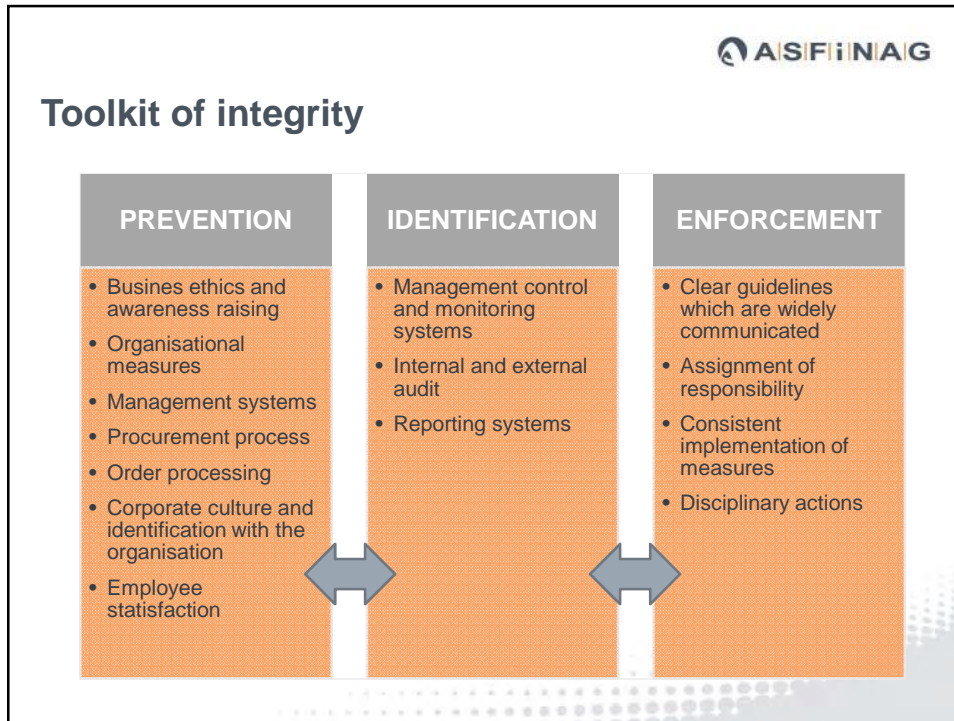 ASFiNAG
Toolkit of integrity
PREVENTION
• Busines ethics and
awareness raising
• Organisational
measures
• Management systems
• Procurement process
• Order processing
• Corporate culture and
identification with the
organisation
• Employee
statisfaction
IDENTIFICATION
• Management control
and monitoring
systems
• Internal and external
audit
• Reporting systems
ENFORCEMENT
• Clear guidelines
which are widely
communicated
• Assignment of
responsibility
• Consistent
implementation of
measures
• Disciplinary actions